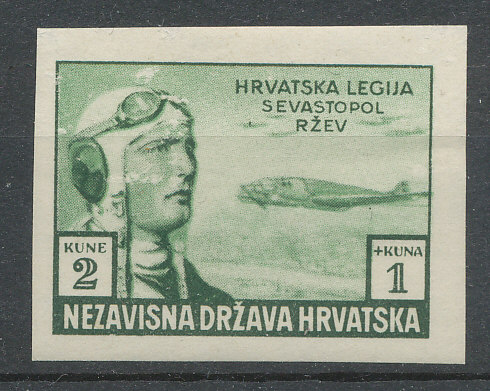 HRVATSKA LEGIJA
SEVASTOPOL
RŽEV
KUNE
2
+KUNA
1
NEZAVISNA DRŽAVA HRVATSKA